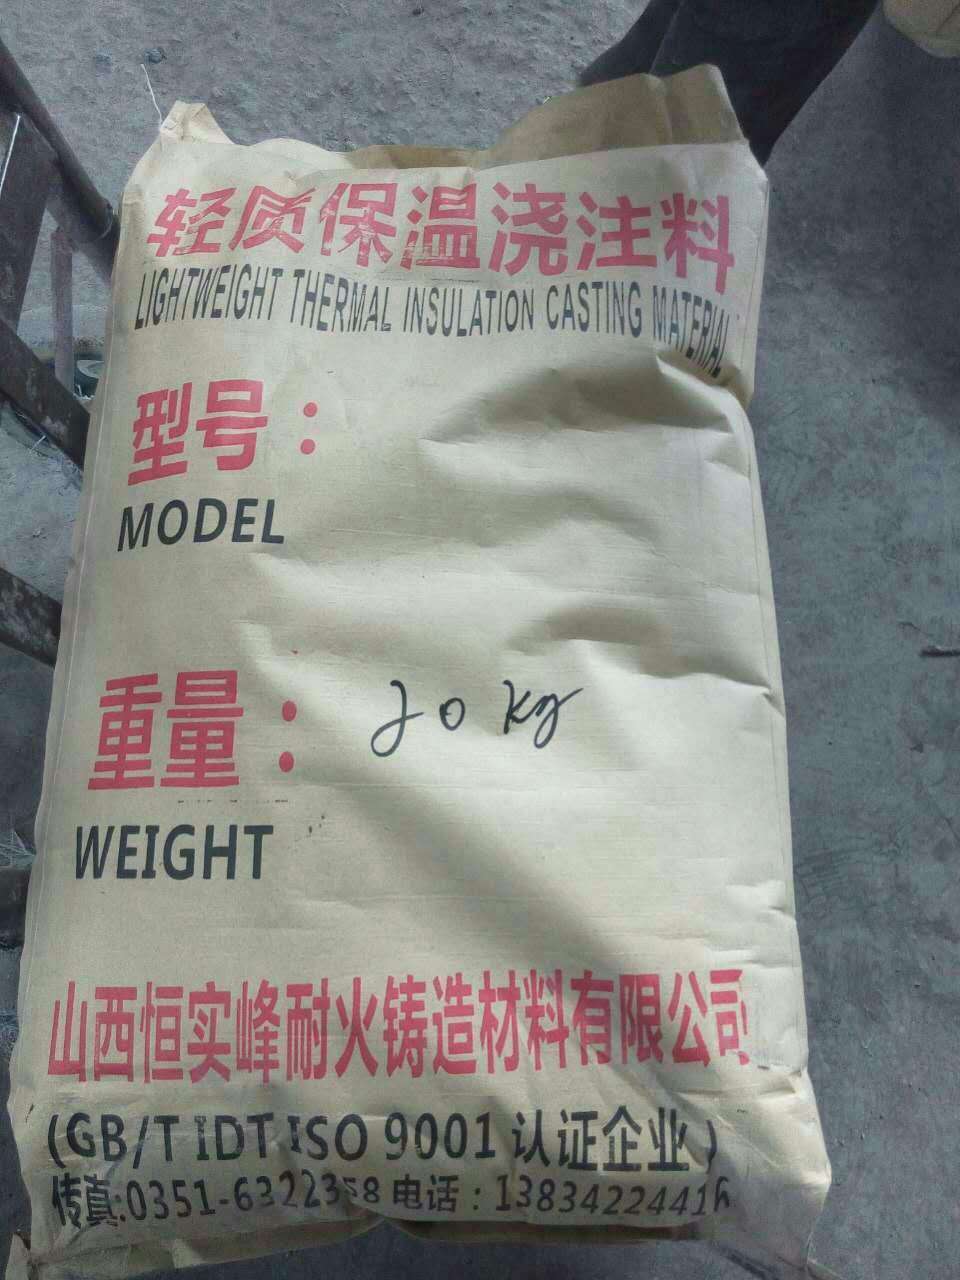 轻质保温浇注料
LIGHTWEIGHT THERMAL INSULATION CASTING MATERIAL
型号：
MODEL
重量： 20 kg
WEIGHT
山西恒实峰耐火铸造材料有限公司
(GB/T IDT ISO 9001 认证企业)
传真:0351-6322358 电话：13834224416